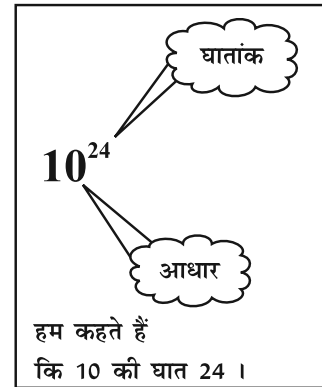 घातांक
10²⁴
आधार
हम कहते हैं
कि 10 की घात 24 ।